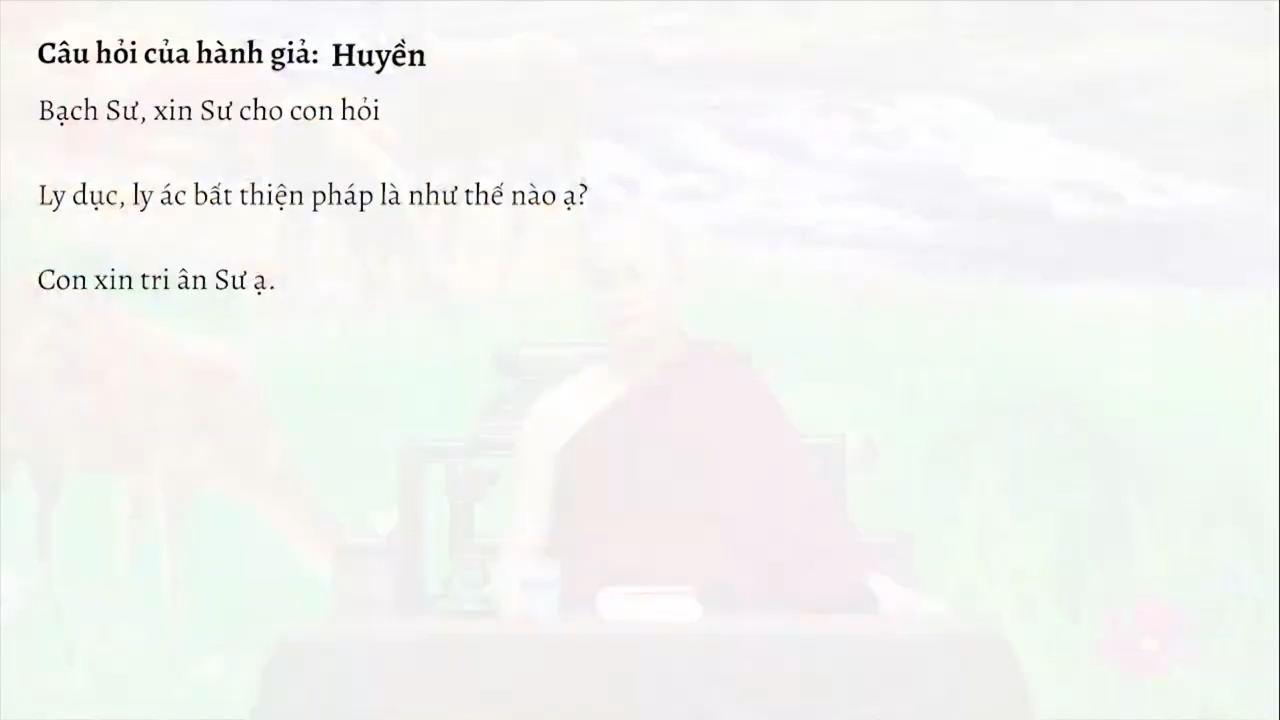 Câu hỏi của hành giả: Huyền
Bạch Sư, xin Sư cho con hỏi
Ly dục, ly ác bất thiện pháp là như thế nào ạ?
Con xin tri ân Sư ạ.